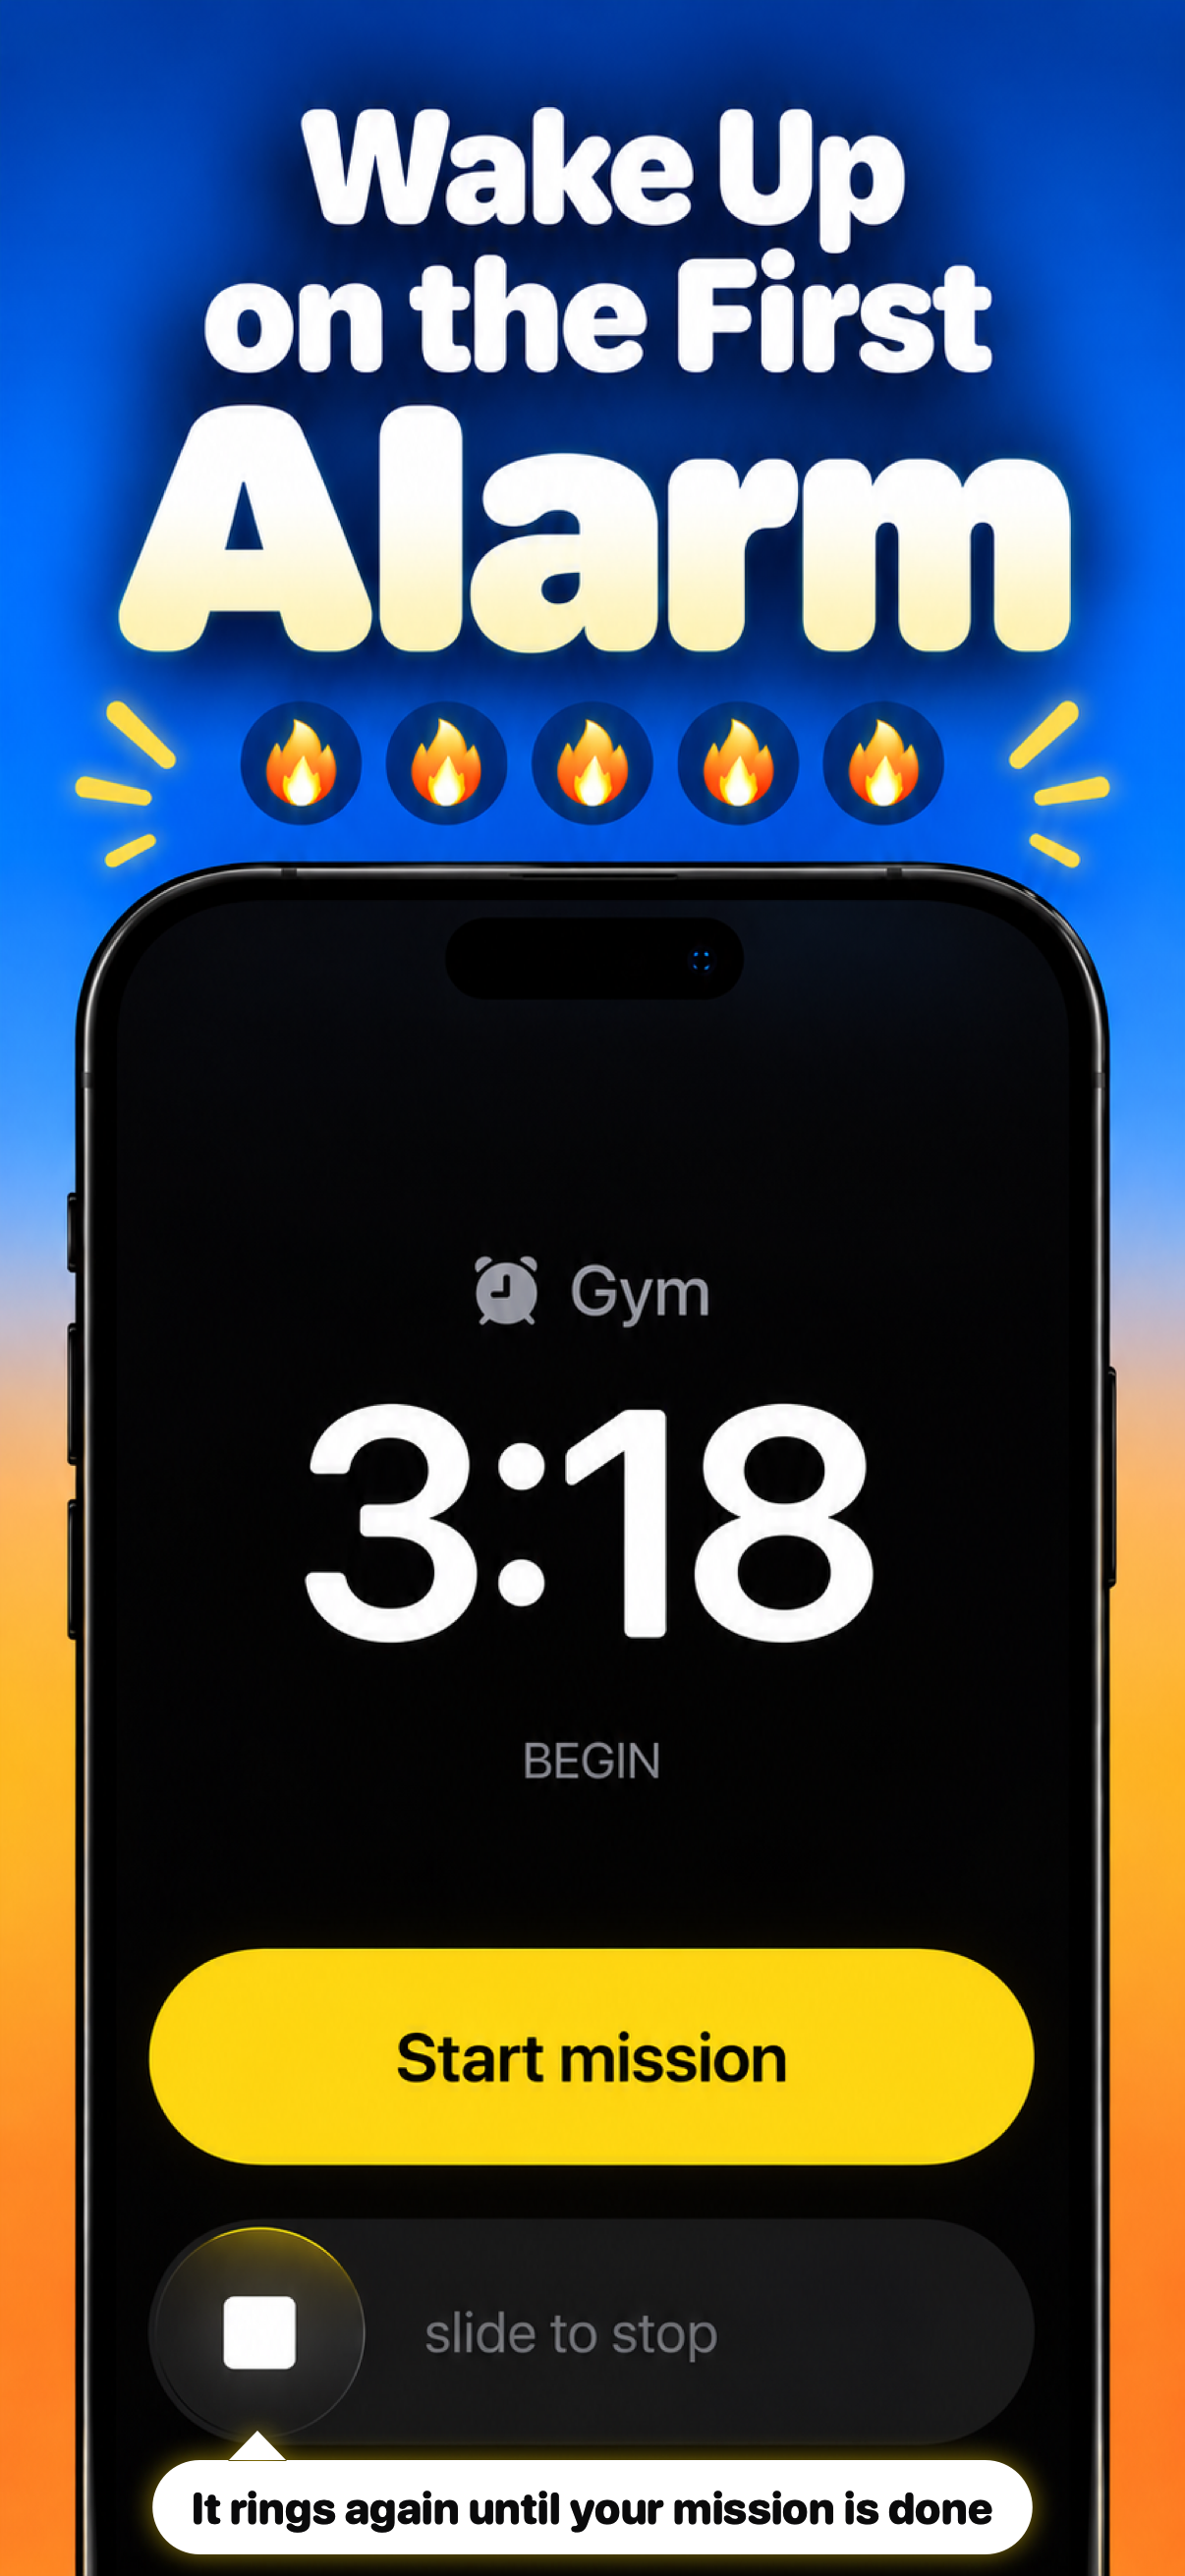 Wake Up
on the First
Alarm
Gym
3:18
BEGIN
Start mission
slide to stop
It rings again until your mission is done